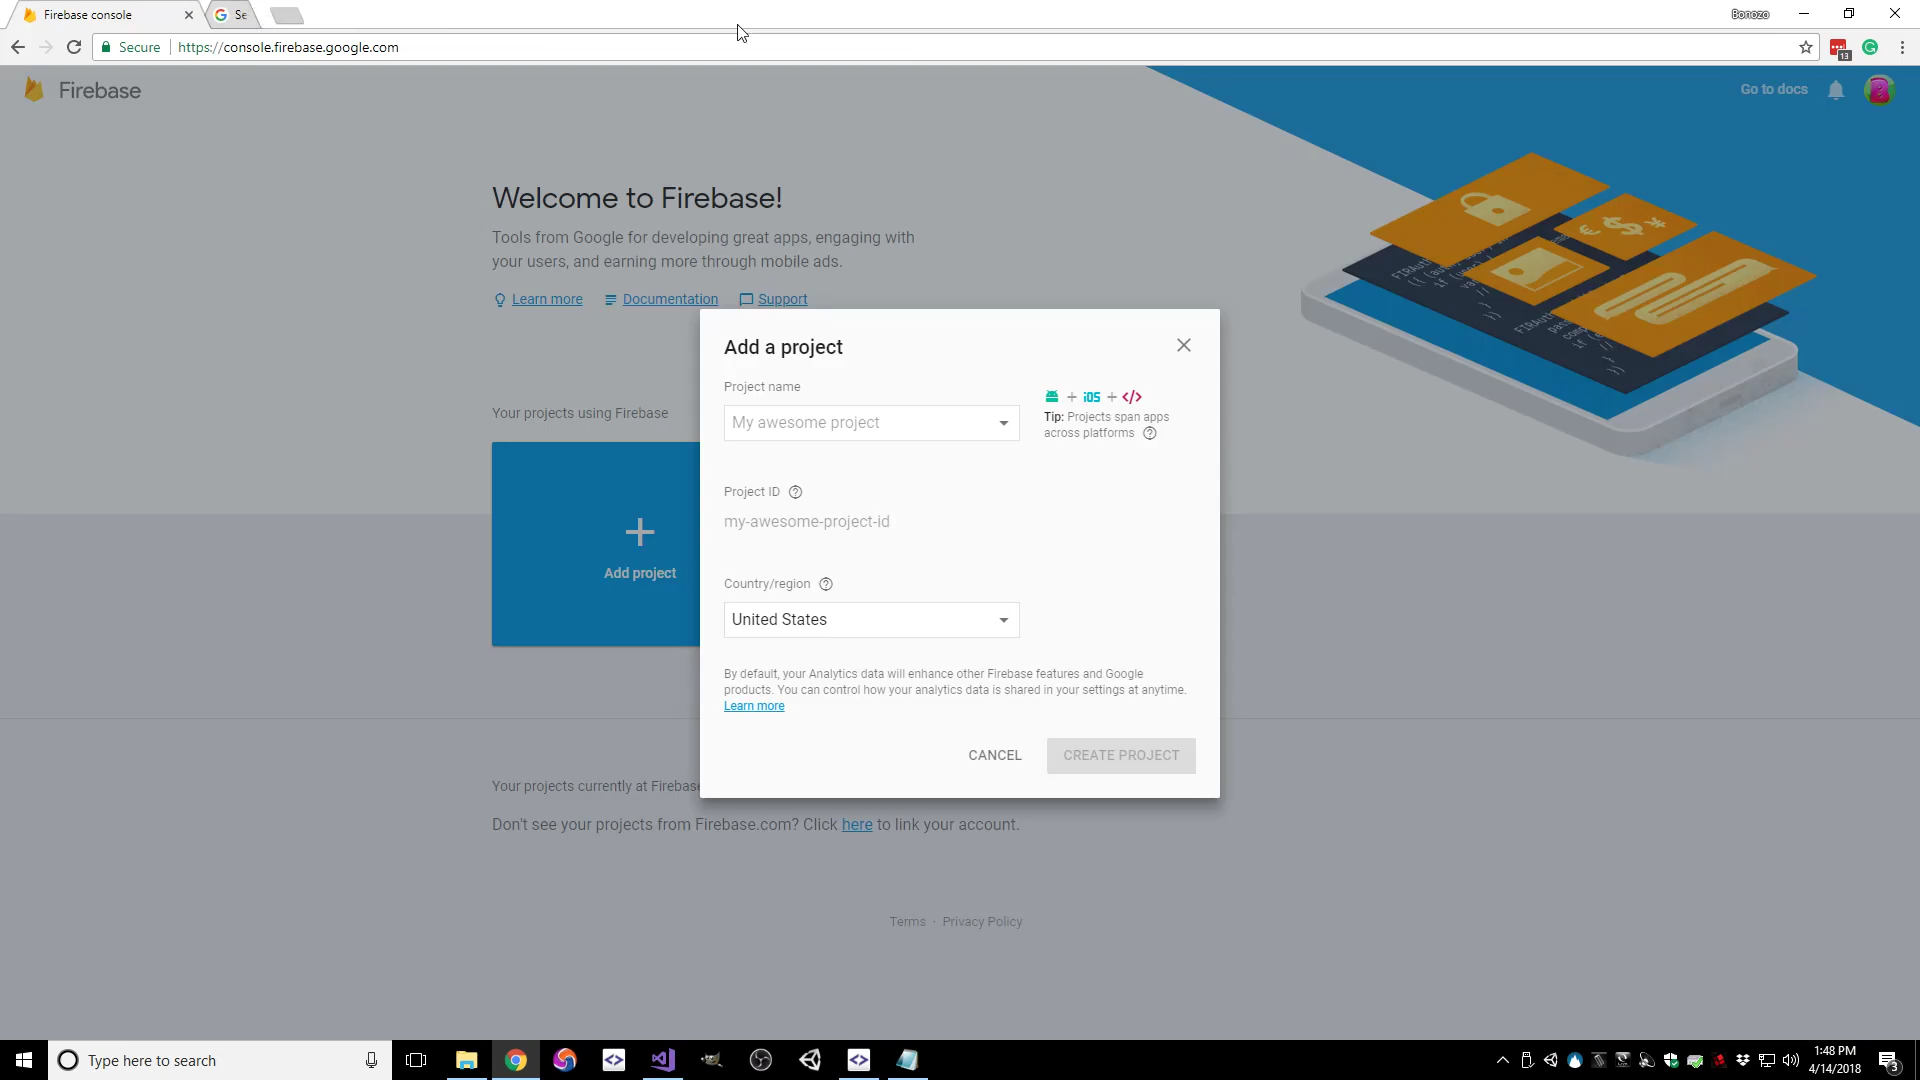 Firebase console
Se
Bonozo
Secure
https://console.firebase.google.com
13
Firebase
Go to docs
Welcome to Firebase!
Tools from Google for developing great apps, engaging with
your users, and earning more through mobile ads.
Learn more
Documentation
Support
Add a project
Project name
My awesome project
+ iOS + </>
Tip: Projects span apps
across platforms
Your projects using Firebase
Add project
Project ID
my-awesome-project-id
Country/region
United States
By default, your Analytics data will enhance other Firebase features and Google
products. You can control how your analytics data is shared in your settings at anytime.
Learn more
CANCEL
CREATE PROJECT
Your projects currently at Fireba
Don't see your projects from Firebase.com? Click here to link your account.
Terms · Privacy Policy
Type here to search
1:48 PM
4/14/2018
3